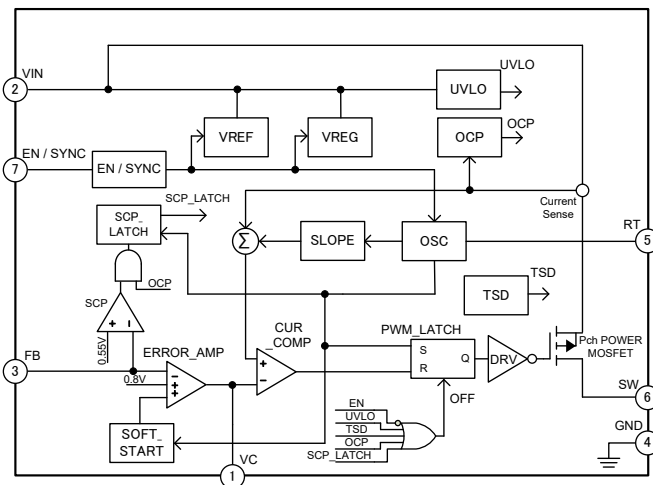 VIN
2
UVLO
UVLO
VREF
VREG
OCP
OCP
EN / SYNC
7
EN / SYNC
Current
Sense
SCP_LATCH
SCP_
LATCH
Σ
SLOPE
OSC
RT
5
OCP
SCP
TSD
TSD
+ −
0.55V
FB
3
ERROR_AMP
0.8V
−
+
+
CUR
_COMP
+
−
PWM_LATCH
S
R
Q
DRV
Pch POWER
MOSFET
SW
6
OFF
EN
UVLO
TSD
OCP
SCP_LATCH
GND
4
SOFT_
START
VC
1